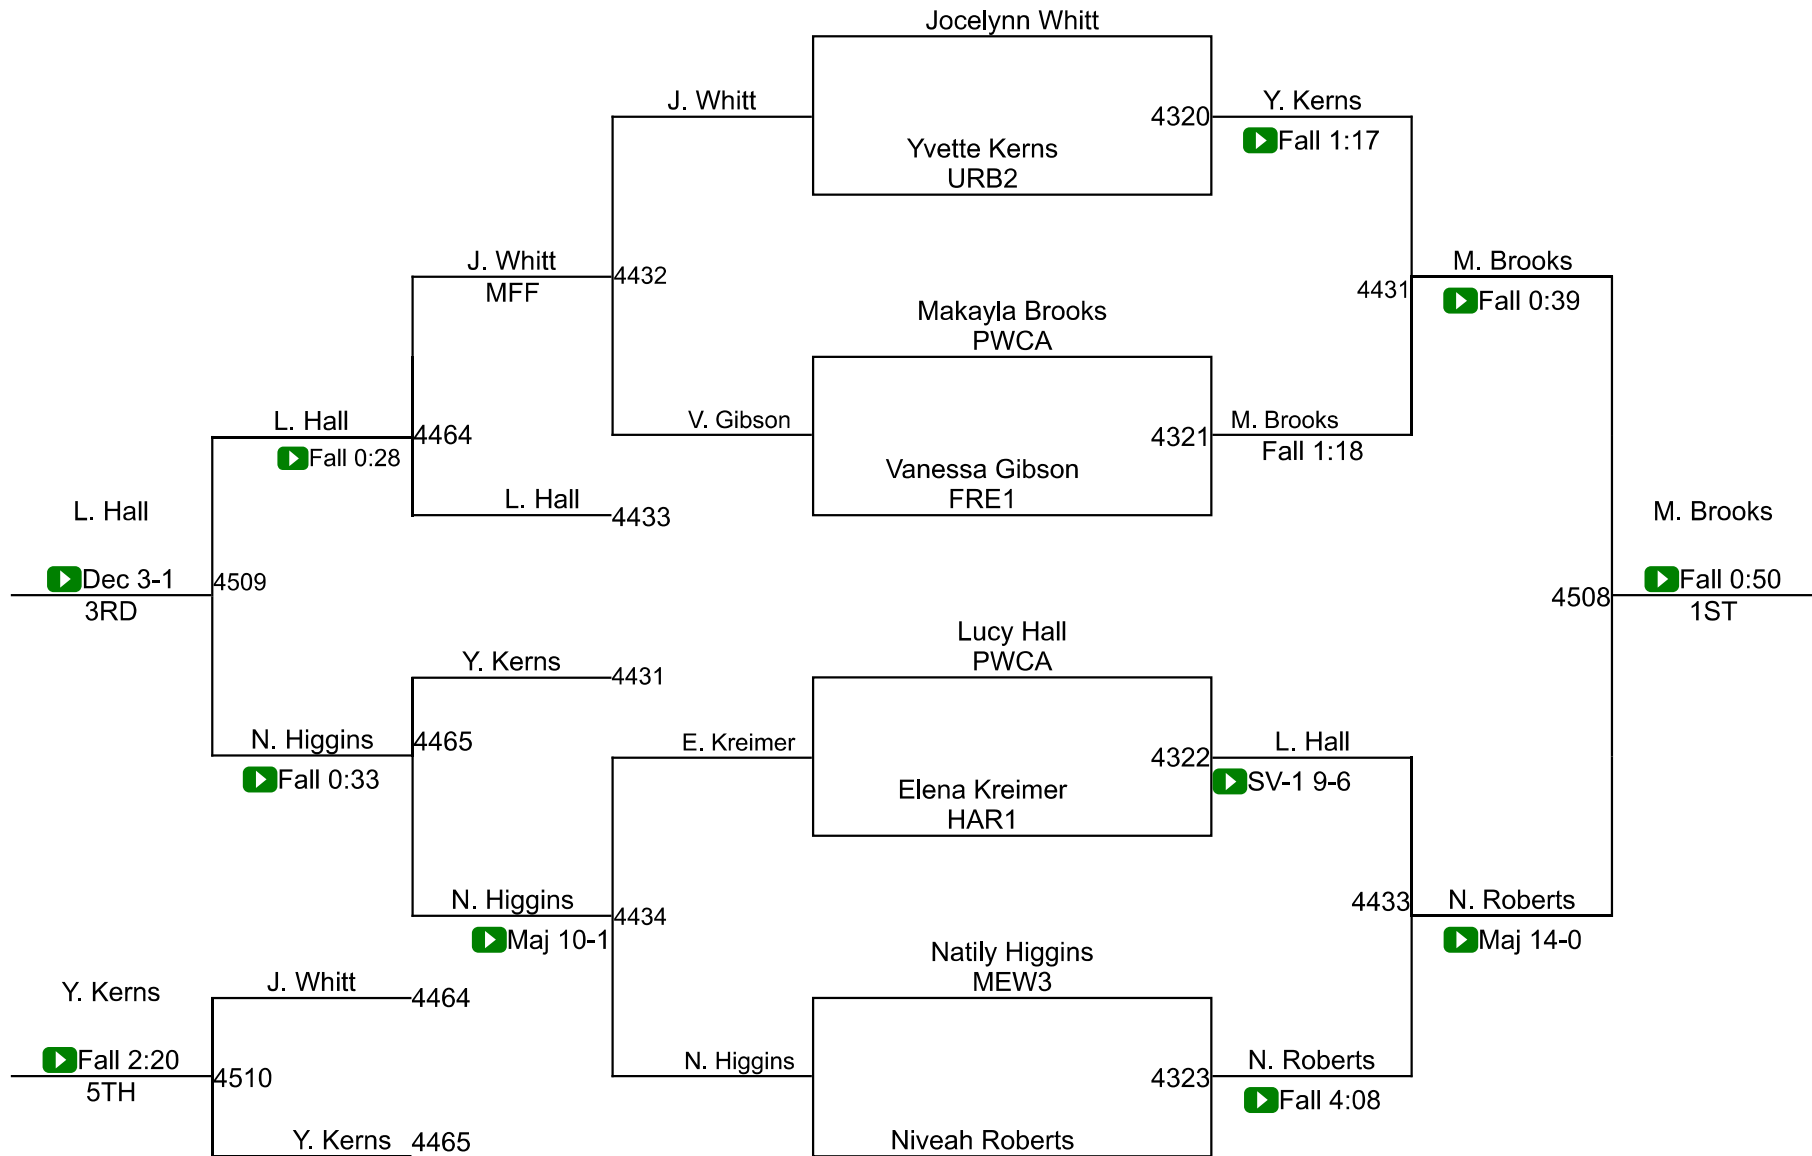 Jocelynn Whitt
J. Whitt
4320
Y. Kerns
Fall 1:17
Yvette Kerns
URB2
J. Whitt
MFF
4432
4431
M. Brooks
Fall 0:39
Makayla Brooks
PWCA
L. Hall
Fall 0:28
4464
V. Gibson
4321
M. Brooks
Fall 1:18
Vanessa Gibson
FRE1
L. Hall
4433
L. Hall
Dec 3-1
3RD
4509
M. Brooks
4508
Fall 0:50
1ST
Lucy Hall
PWCA
Y. Kerns
4431
N. Higgins
Fall 0:33
4465
E. Kreimer
4322
L. Hall
SV-1 9-6
Elena Kreimer
HAR1
N. Higgins
Maj 10-1
4434
4433
N. Roberts
Maj 14-0
Natily Higgins
MEW3
Y. Kerns
Fall 2:20
5TH
J. Whitt
4464
4510
N. Higgins
4323
N. Roberts
Fall 4:08
Y. Kerns
4465
Niveah Roberts